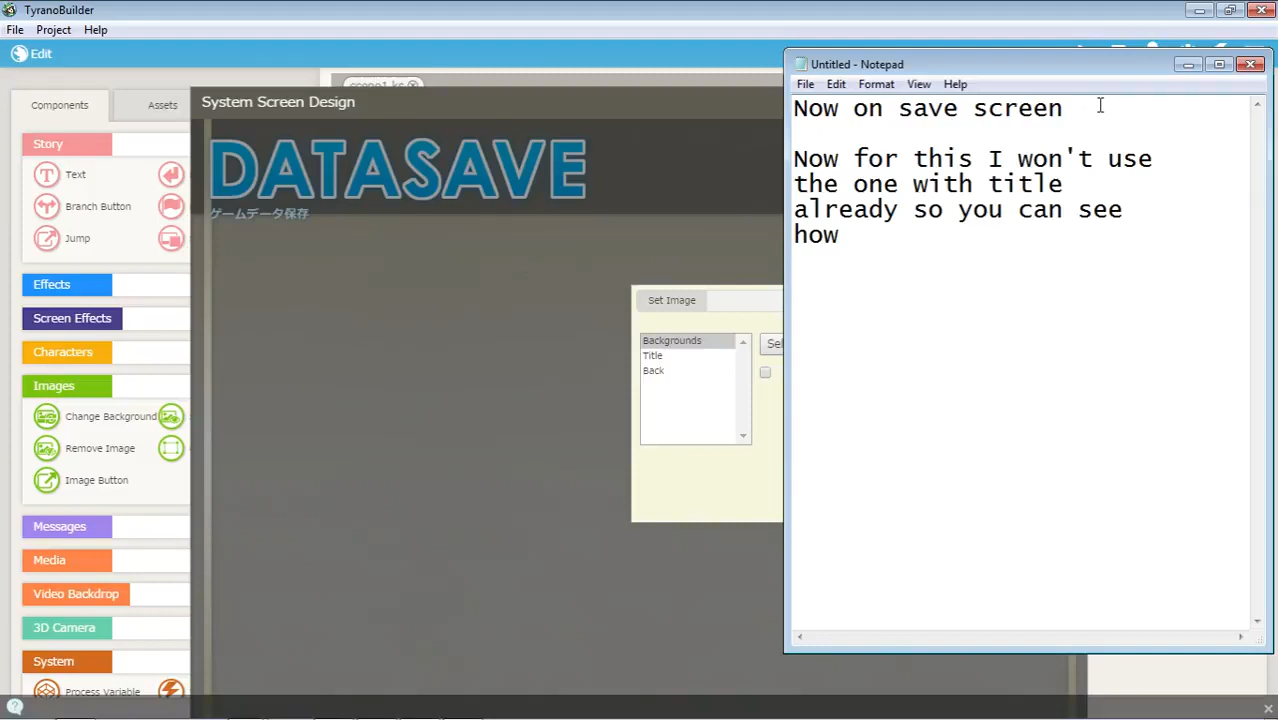 TyranoBuilder
File Project Help
Edit
Components
Assets
Story
Text
Branch Button
Jump
Effects
Screen Effects
Characters
Images
Change Background
Remove Image
Image Button
Messages
Media
Video Backdrop
3D Camera
System
Process Variable
System Screen Design
DATASAVE
ゲームデータ保存
Set Image
Backgrounds
Title
Back
Untitled - Notepad
File Edit Format View Help
Now on save screen
Now for this I won't use
the one with title
already so you can see
how